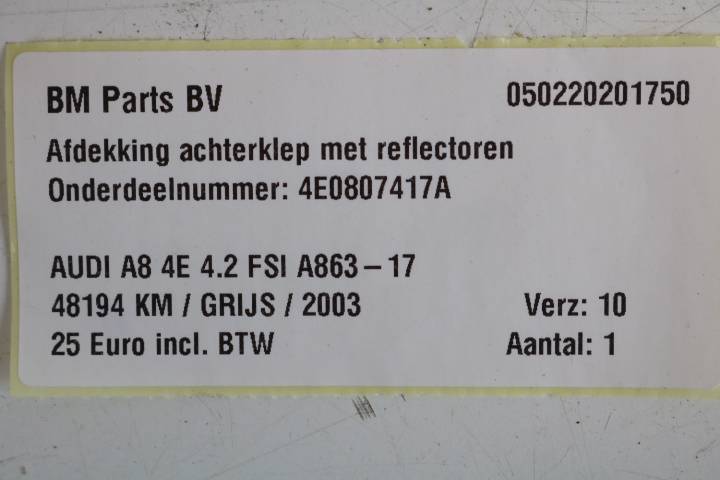 BM Parts BV 050220201750
Afdekking achterklep met reflectoren
Onderdeelnummer: 4E0807417A
AUDI A8 4E 4.2 FSI A863-17
48194 KM / GRIJS / 2003 Verz: 10
25 Euro incl. BTW Aantal: 1